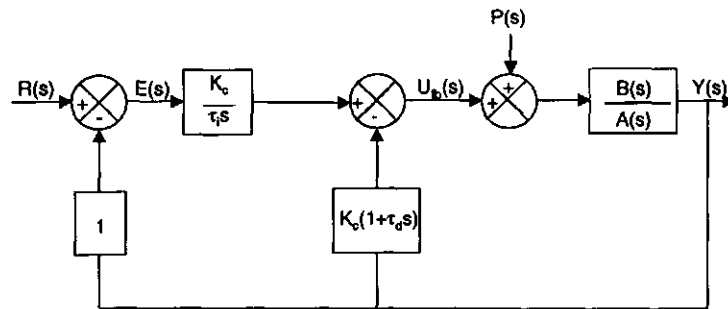 P(s)
R(s)
+
-
E(s)
K_c
τ_i s
+
-
U_fb(s)
+
+
B(s)
A(s)
Y(s)
1
K_c(1+τ_d s)